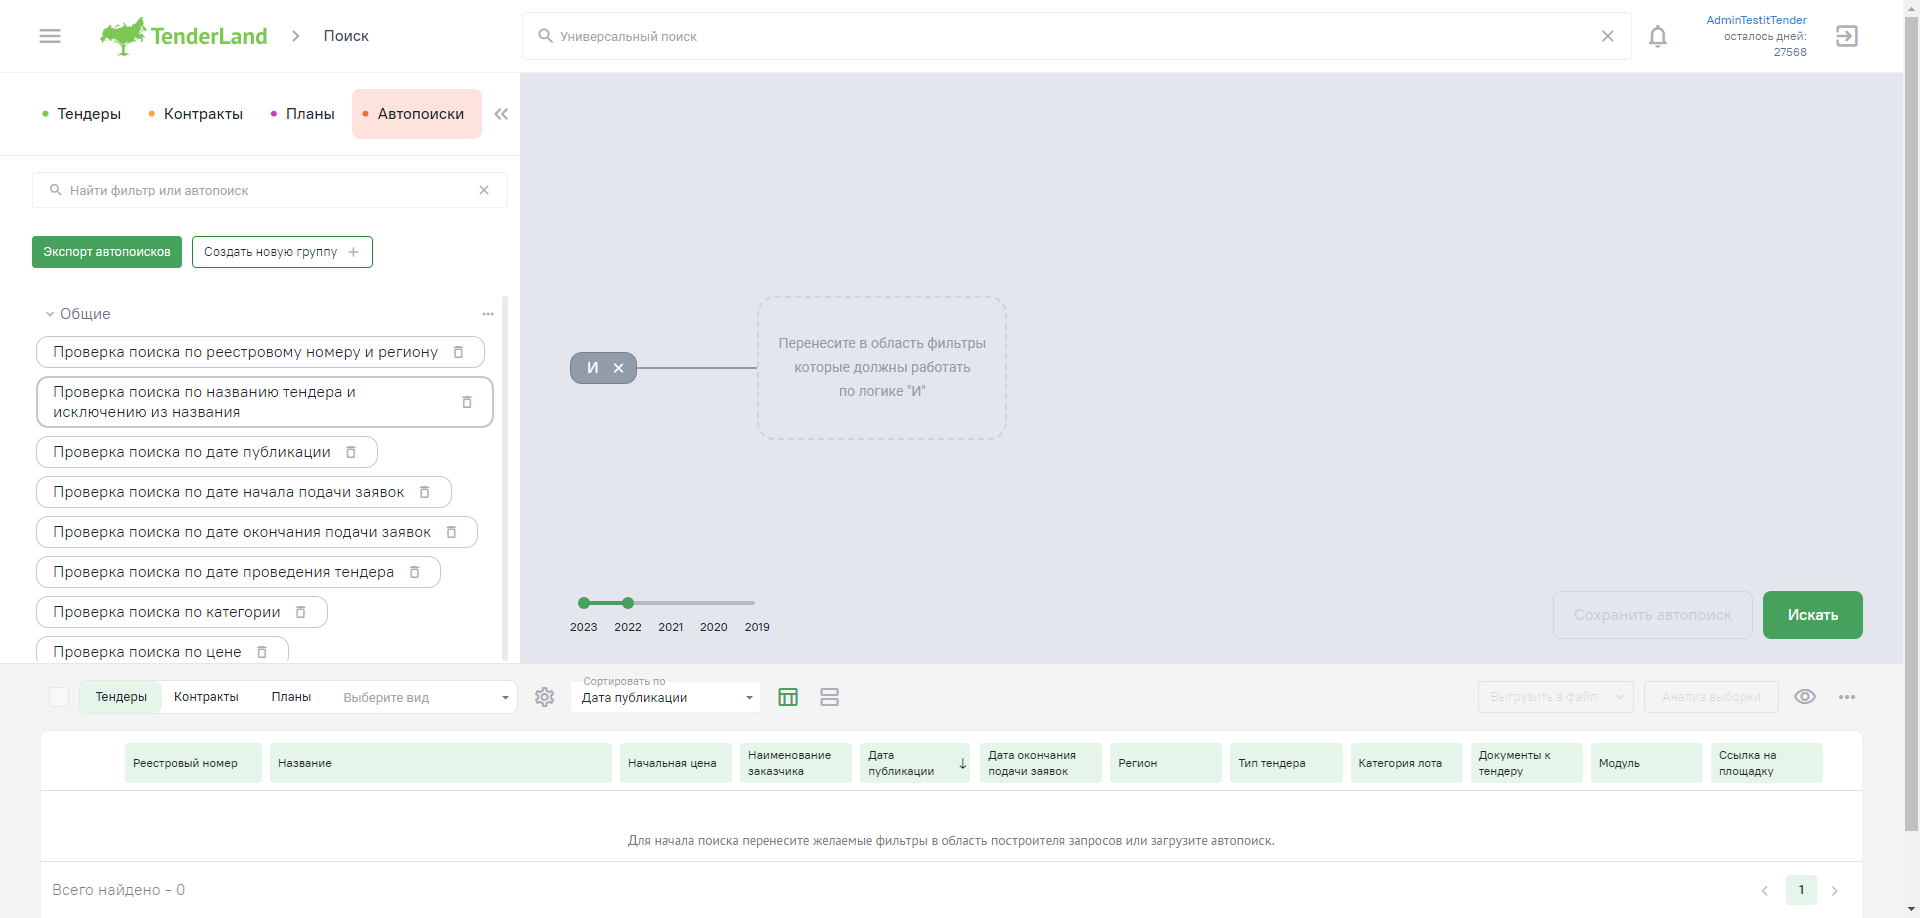 TenderLand
Поиск
Универсальный поиск
AdminTestitTender
осталось дней:
27568
Тендеры
Контракты
Планы
Автопоиски
Найти фильтр или автопоиск
Экспорт автопоисков
Создать новую группу
Общие
Проверка поиска по реестровому номеру и региону
Проверка поиска по названию тендера и
исключению из названия
Проверка поиска по дате публикации
Проверка поиска по дате начала подачи заявок
Проверка поиска по дате окончания подачи заявок
Проверка поиска по дате проведения тендера
Проверка поиска по категории
Проверка поиска по цене
И
Перенесите в область фильтры
которые должны работать
по логике "И"
2023 2022 2021 2020 2019
Сохранить автопоиск
Искать
Тендеры
Контракты
Планы
Выберите вид
Сортировать по
Дата публикации
Выгрузить в файл
Анализ выборки
Реестровый номер
Название
Начальная цена
Наименование
заказчика
Дата
публикации
Дата окончания
подачи заявок
Регион
Тип тендера
Категория лота
Документы к
тендеру
Модуль
Ссылка на
площадку
Для начала поиска перенесите желаемые фильтры в область построителя запросов или загрузите автопоиск.
Всего найдено - 0
1